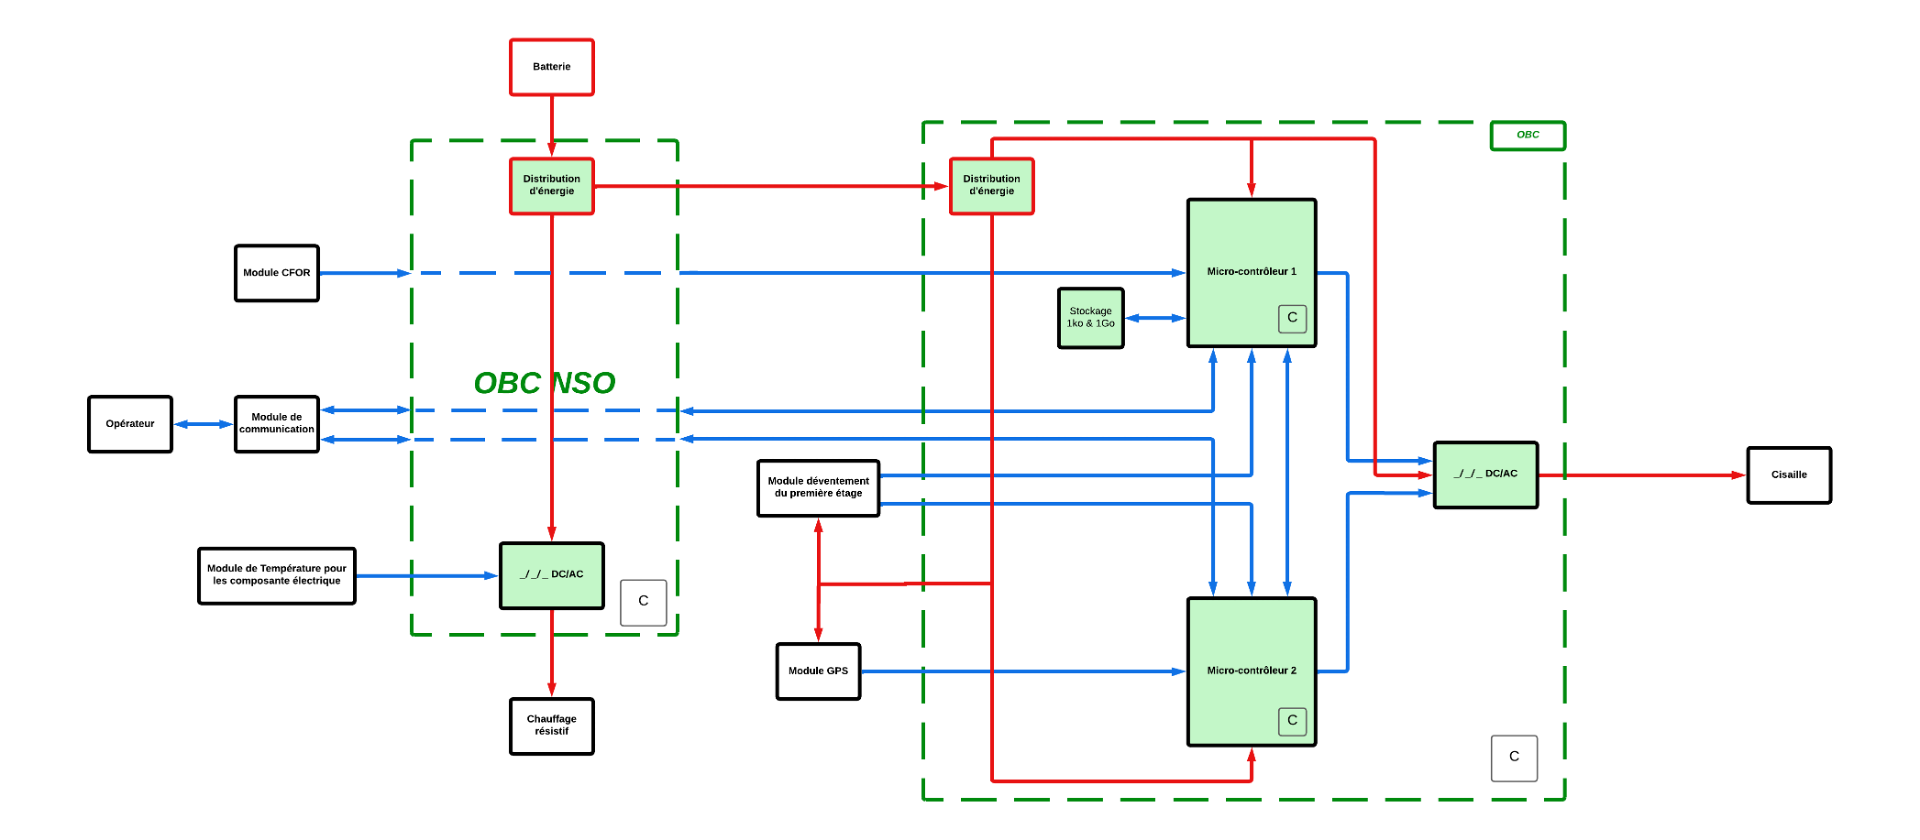 Batterie
OBC
Distribution
d'énergie
Distribution
d'énergie
Module CFOR
Micro-contrôleur 1
C
Stockage
1ko & 1Go
OBC NSO
Opérateur
Module de
communication
Module déventement
du première étage
_/_/_ DC/AC
Cisaille
Module de Température pour
les composante électrique
_/_/_ DC/AC
C
Module GPS
Micro-contrôleur 2
C
Chauffage
résistif
C